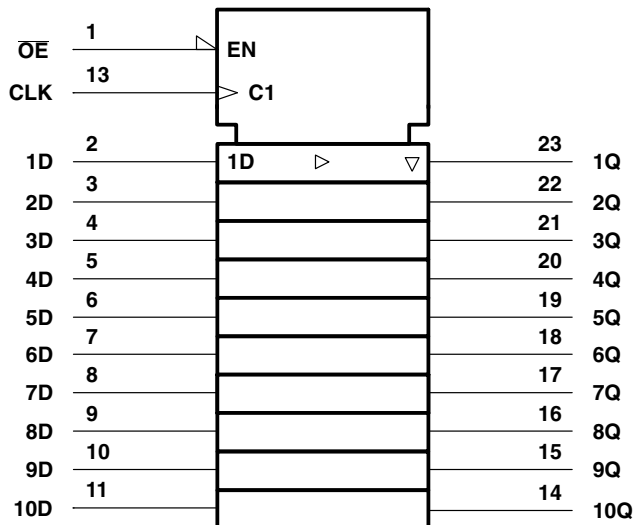 OE 1 EN
CLK 13 C1
1D 2 1D 23 1Q
2D 3 22 2Q
3D 4 21 3Q
4D 5 20 4Q
5D 6 19 5Q
6D 7 18 6Q
7D 8 17 7Q
8D 9 16 8Q
9D 10 15 9Q
10D 11 14 10Q